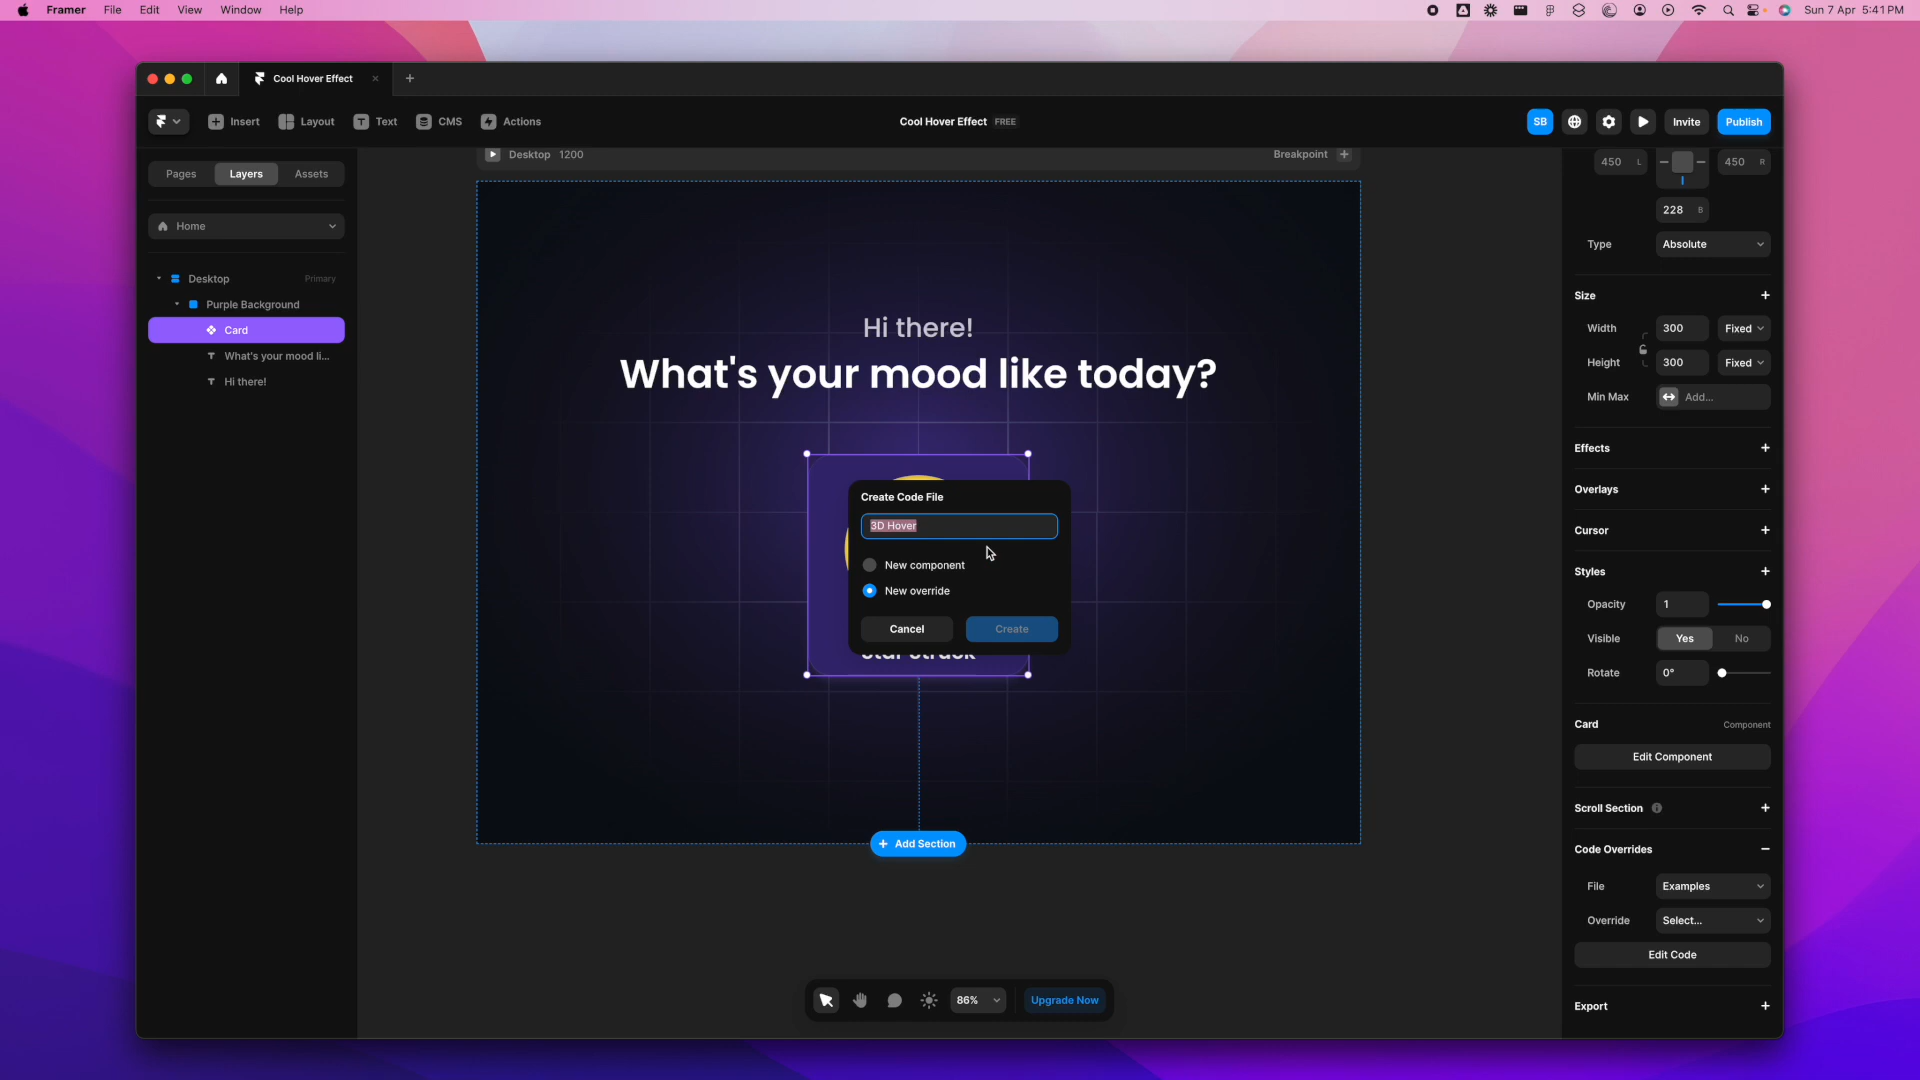 Framer File Edit View Window Help
Sun 7 Apr 5:41 PM
Cool Hover Effect
Insert Layout Text CMS Actions
Cool Hover Effect FREE
SB Invite Publish
Pages Layers Assets
Home
Desktop Primary
Purple Background
Card
What's your mood li...
Hi there!
Desktop 1200
Breakpoint
Hi there!
What's your mood like today?
Create Code File
3D Hover
New component
New override
Cancel Create
Add Section
86% Upgrade Now
450 L 450 R
228 B
Type Absolute
Size
Width 300 Fixed
Height 300 Fixed
Min Max Add...
Effects
Overlays
Cursor
Styles
Opacity 1
Visible Yes No
Rotate 0°
Card Component
Edit Component
Scroll Section
Code Overrides
File Examples
Override Select...
Edit Code
Export